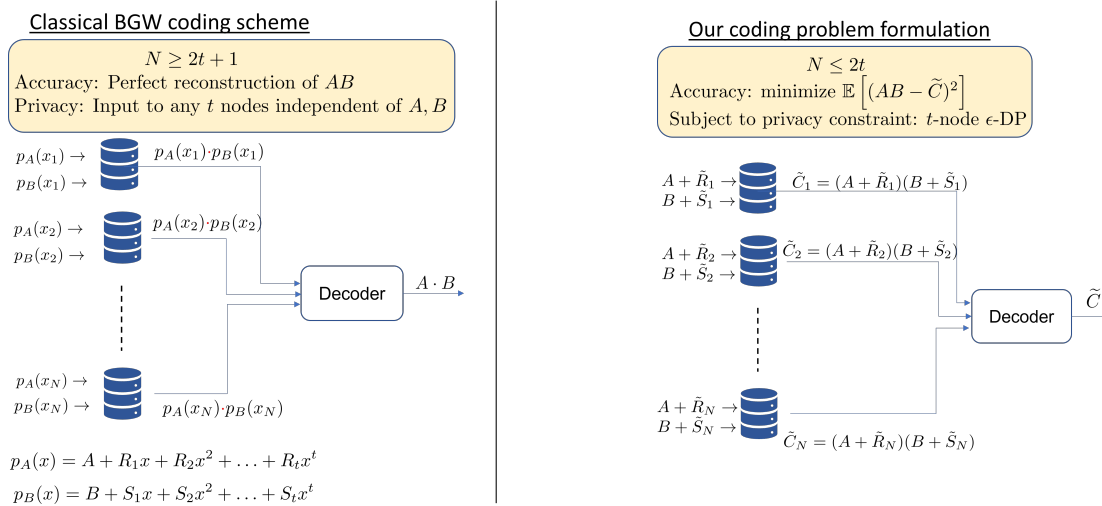 Classical BGW coding scheme
N ≥ 2t + 1
Accuracy: Perfect reconstruction of AB
Privacy: Input to any t nodes independent of A, B
p_A(x_1) →
p_B(x_1) →
p_A(x_1)·p_B(x_1)
p_A(x_2) →
p_B(x_2) →
p_A(x_2)·p_B(x_2)
Decoder
A · B
p_A(x_N) →
p_B(x_N) →
p_A(x_N)·p_B(x_N)
p_A(x) = A + R_1x + R_2x^2 + … + R_tx^t
p_B(x) = B + S_1x + S_2x^2 + … + S_tx^t
Our coding problem formulation
N ≤ 2t
Accuracy: minimize 𝔼[(AB − C̃)^2]
Subject to privacy constraint: t-node ϵ-DP
A + R̃_1 →
B + S̃_1 →
C̃_1 = (A + R̃_1)(B + S̃_1)
A + R̃_2 →
B + S̃_2 →
C̃_2 = (A + R̃_2)(B + S̃_2)
Decoder
C̃
A + R̃_N →
B + S̃_N →
C̃_N = (A + R̃_N)(B + S̃_N)